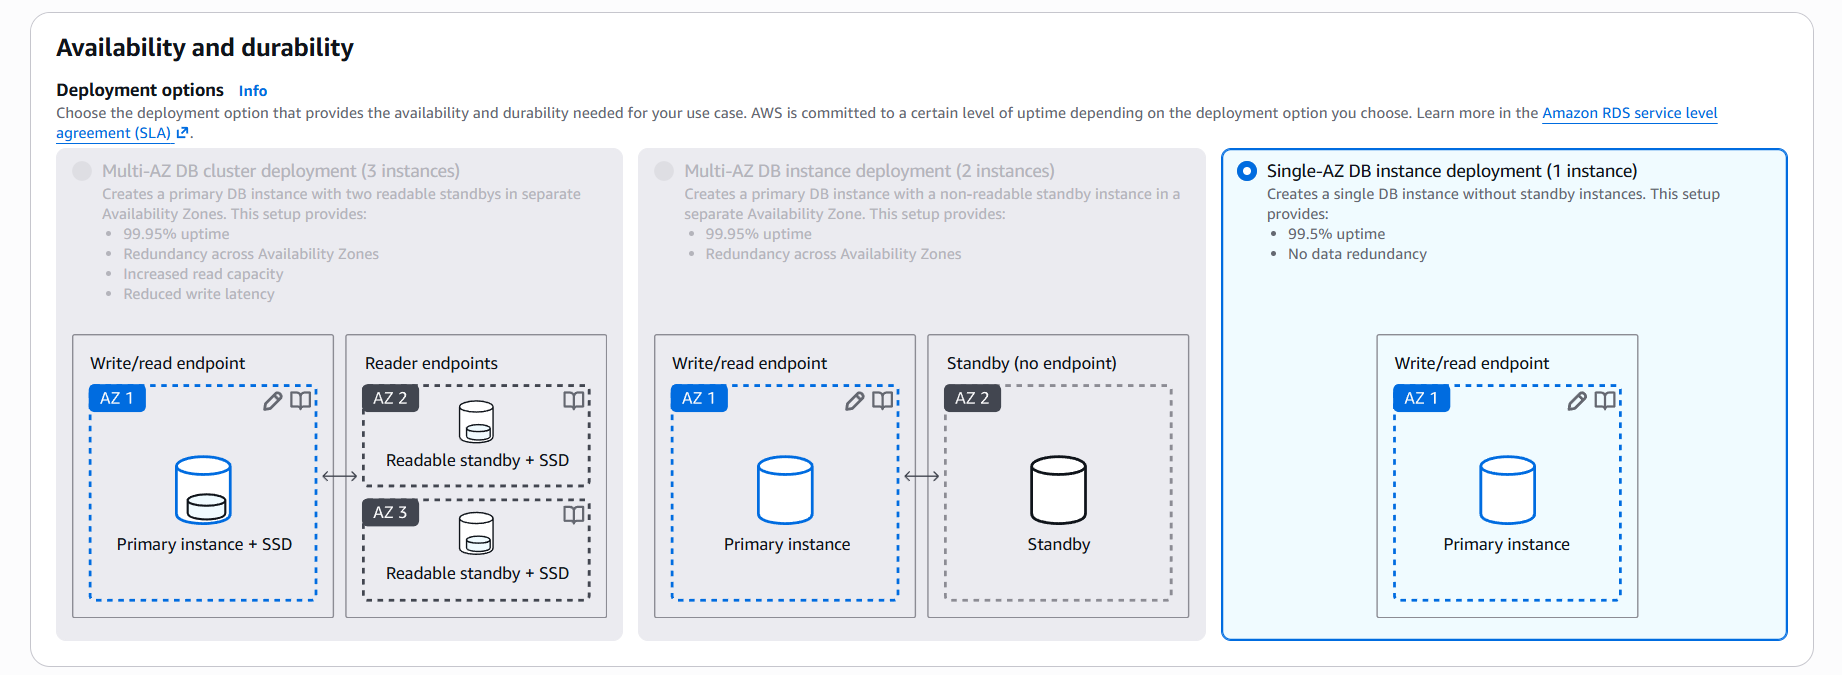 Availability and durability
Deployment options Info
Choose the deployment option that provides the availability and durability needed for your use case. AWS is committed to a certain level of uptime depending on the deployment option you choose. Learn more in the Amazon RDS service level
agreement (SLA).
Multi-AZ DB cluster deployment (3 instances)
Creates a primary DB instance with two readable standbys in separate
Availability Zones. This setup provides:
• 99.95% uptime
• Redundancy across Availability Zones
• Increased read capacity
• Reduced write latency
Write/read endpoint
AZ 1
Primary instance + SSD
Reader endpoints
AZ 2
Readable standby + SSD
AZ 3
Readable standby + SSD
Multi-AZ DB instance deployment (2 instances)
Creates a primary DB instance with a non-readable standby instance in a
separate Availability Zone. This setup provides:
• 99.95% uptime
• Redundancy across Availability Zones
Write/read endpoint
AZ 1
Primary instance
Standby (no endpoint)
AZ 2
Standby
Single-AZ DB instance deployment (1 instance)
Creates a single DB instance without standby instances. This setup
provides:
• 99.5% uptime
• No data redundancy
Write/read endpoint
AZ 1
Primary instance